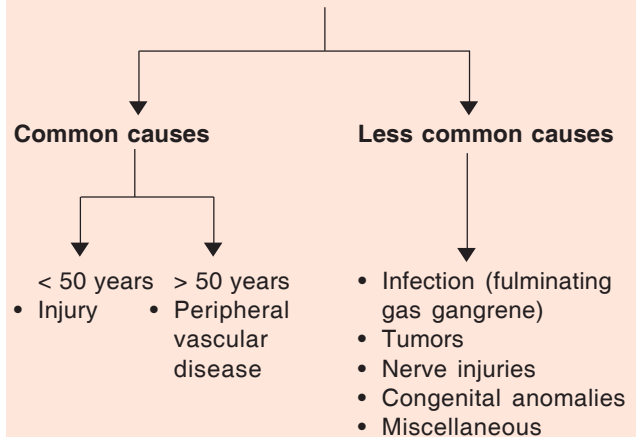 Common causes
Less common causes
< 50 years
• Injury
> 50 years
• Peripheral
vascular
disease
• Infection (fulminating
gas gangrene)
• Tumors
• Nerve injuries
• Congenital anomalies
• Miscellaneous